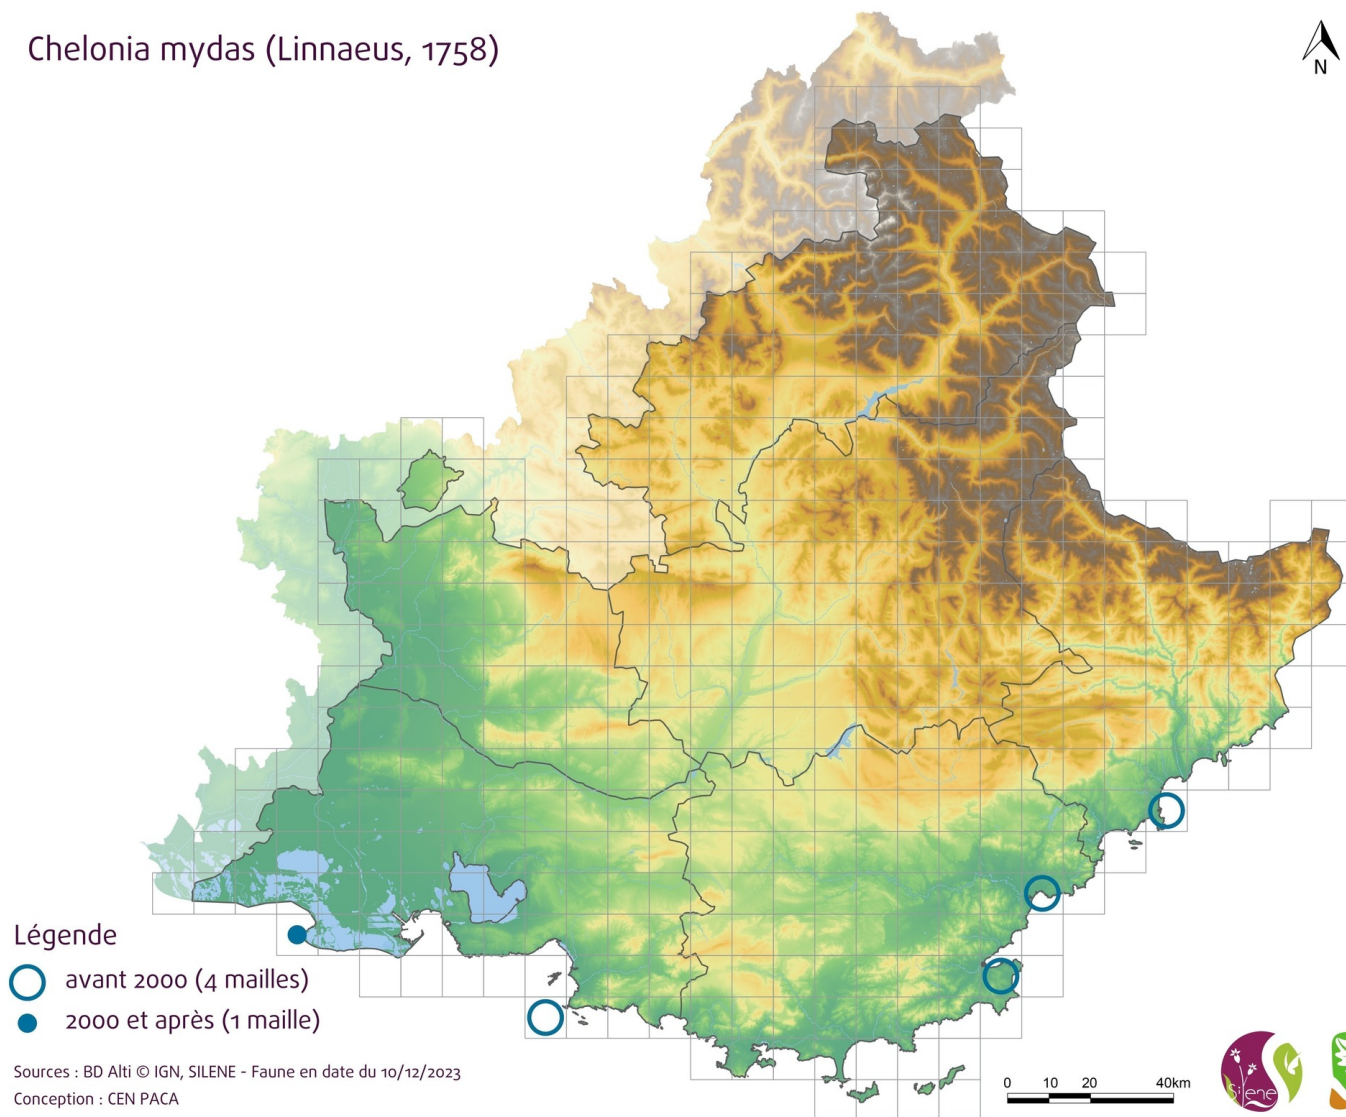 Chelonia mydas (Linnaeus, 1758)
N
Légende
avant 2000 (4 mailles)
2000 et après (1 maille)
Sources : BD Alti © IGN, SILENE - Faune en date du 10/12/2023
Conception : CEN PACA
0 10 20 40km
Silene